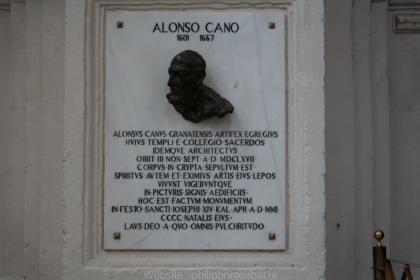 ALONSO CANO
1601 1667
ALONSVS·CANVS·GRANATENSIS·ARTIFEX·EGREGIVS
HVIVS·TEMPLI·E·COLLEGIO·SACERDOS
IDEMQVE·ARCHITECTVS
OBIIT·III·NON·SEPT·A·D·MDCLXVII
CORPVS·IN·CRYPTA·SEPVLTVM·EST
SPIRITVS·AVTEM·ET·EXIMIVS·ARTIS·EIVS·LEPOS
VIVVNT·VIGEBVNTQVE
IN·PICTVRIS·SIGNIS·AEDIFICIIS·
HOC·EST·FACTVM·MONVMENTVM
IN·FESTO·SANCTI·IOSEPHI·XIV·KAL·APR·A·D·MMI
CCCC·NATALIS·EIVS·
LAVS·DEO·A·QVO·OMNIS·PVLCHRITVDO
Website : philipbontenbal.nl